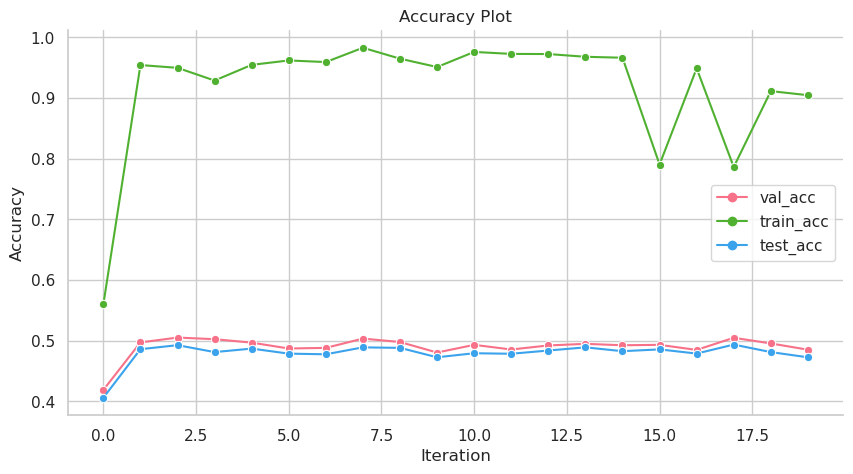 Accuracy Plot
1.0
0.9
0.8
0.7
0.6
0.5
0.4
Accuracy
val_acc
train_acc
test_acc
0.0 2.5 5.0 7.5 10.0 12.5 15.0 17.5
Iteration